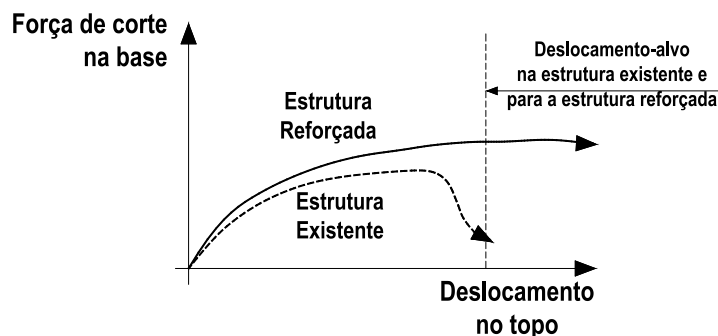 Força de corte
na base
Deslocamento-alvo
na estrutura existente e
para a estrutura reforçada
Estrutura
Reforçada
Estrutura
Existente
Deslocamento
no topo